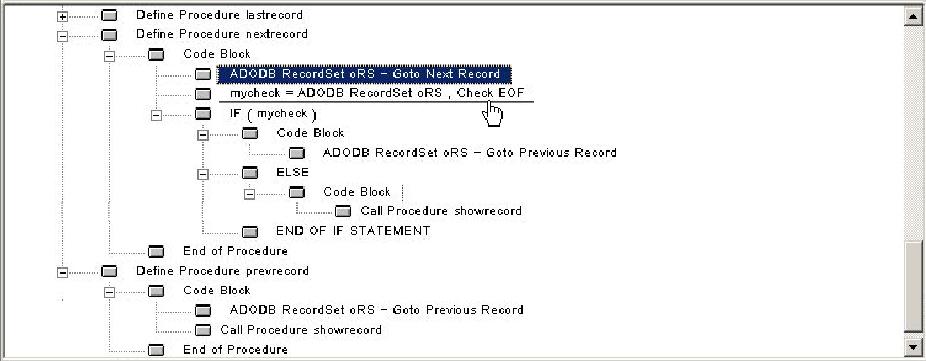 Define Procedure lastrecord
Define Procedure nextrecord
Code Block
ADODB RecordSet oRS - Goto Next Record
mycheck = ADODB RecordSet oRS , Check EOF
IF ( mycheck )
Code Block
ADODB RecordSet oRS - Goto Previous Record
ELSE
Code Block
Call Procedure showrecord
END OF IF STATEMENT
End of Procedure
Define Procedure prevrecord
Code Block
ADODB RecordSet oRS - Goto Previous Record
Call Procedure showrecord
End of Procedure